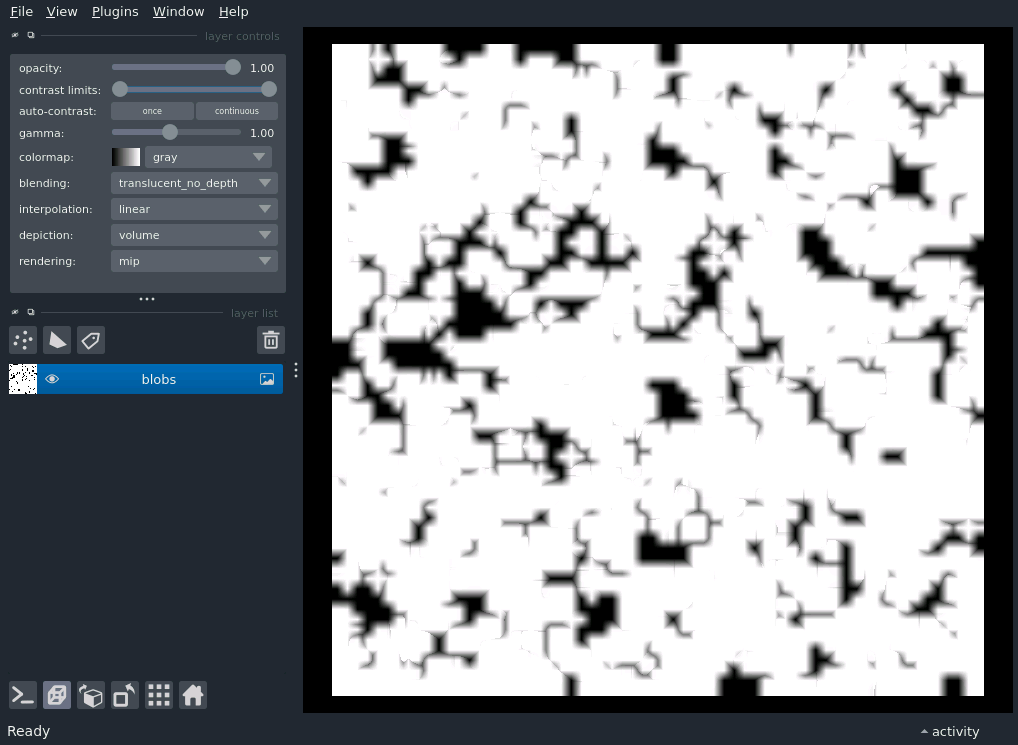 File View Plugins Window Help
layer controls
opacity: 1.00
contrast limits:
auto-contrast: once continuous
gamma: 1.00
colormap: gray
blending: translucent_no_depth
interpolation: linear
depiction: volume
rendering: mip
layer list
blobs
Ready activity